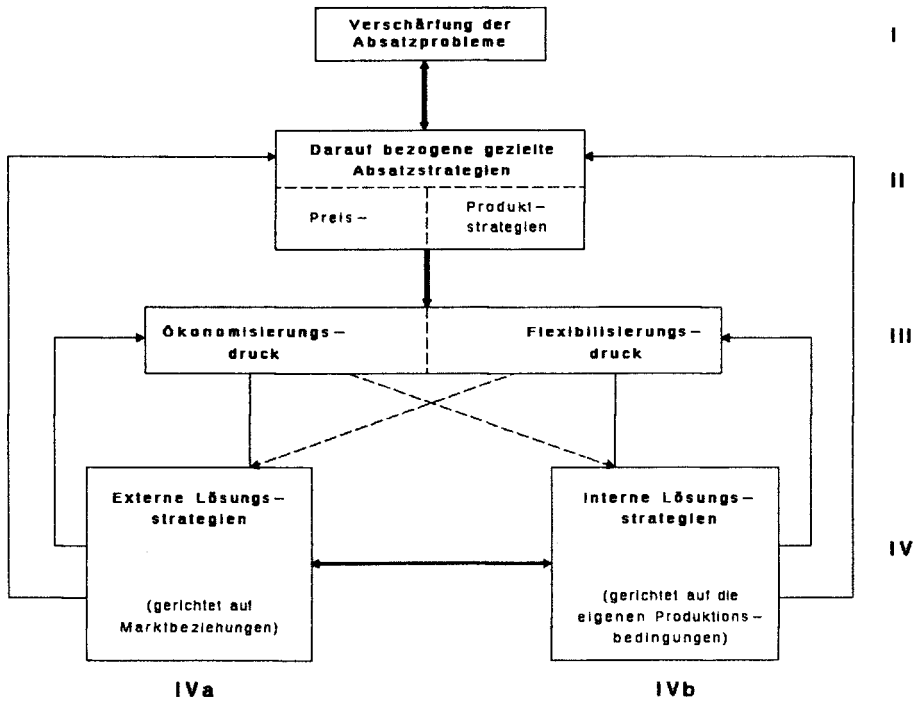 Verschärfung der
Absatzprobleme
I
Darauf bezogene gezielte
Absatzstrategien
II
Preis–
Produkt–
strategien
Ökonomisierungs–
druck
Flexibilisierungs–
druck
III
Externe Lösungs–
strategien
(gerichtet auf
Marktbeziehungen)
Interne Lösungs–
strategien
(gerichtet auf die
eigenen Produktions–
bedingungen)
IV
IVa
IVb